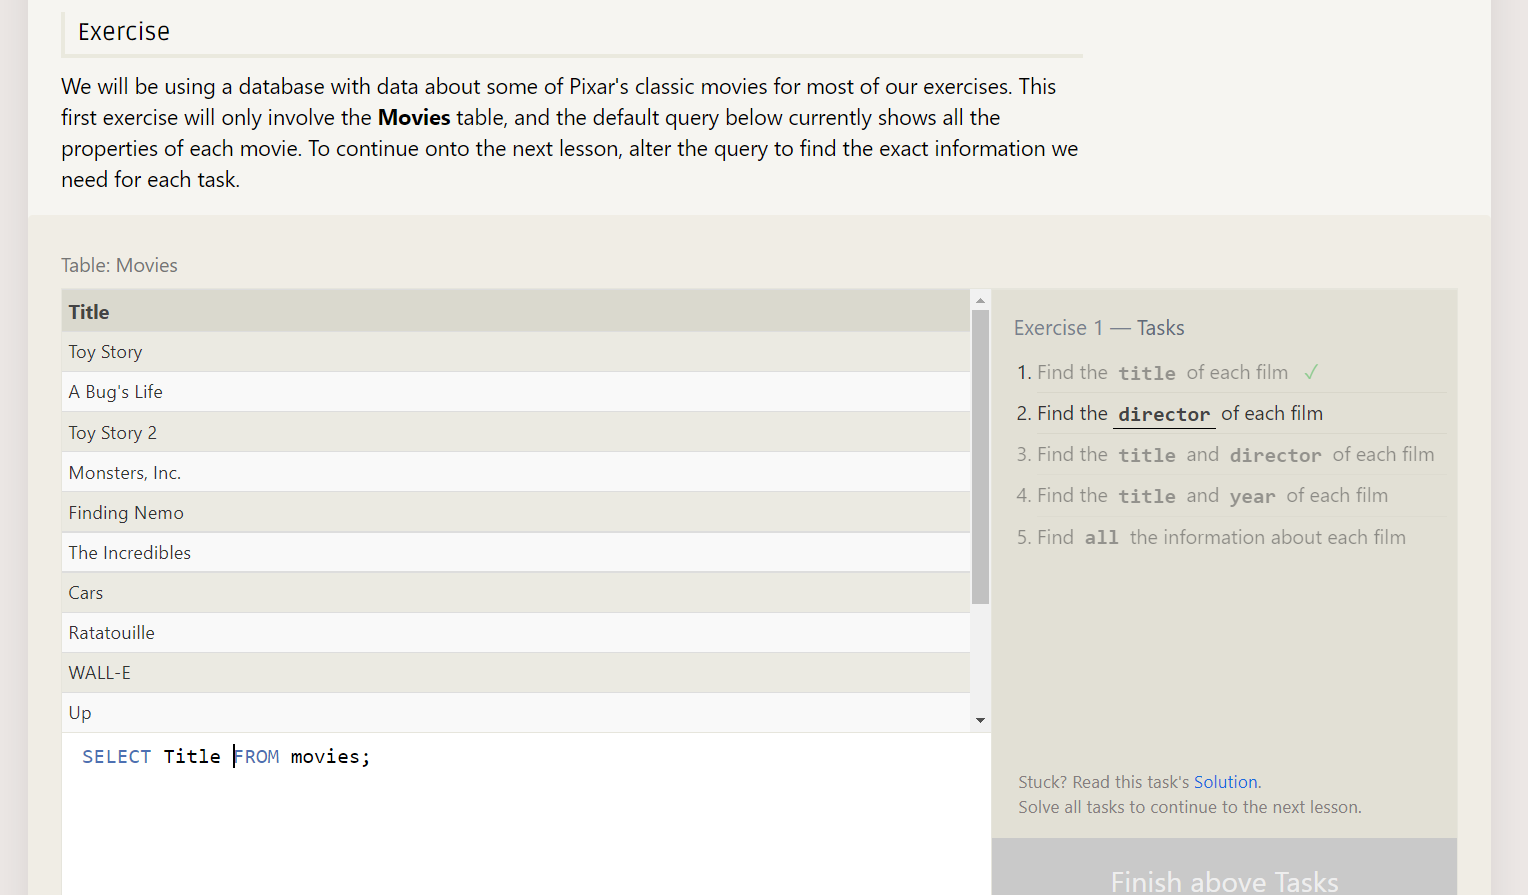 Exercise
We will be using a database with data about some of Pixar's classic movies for most of our exercises. This
first exercise will only involve the Movies table, and the default query below currently shows all the
properties of each movie. To continue onto the next lesson, alter the query to find the exact information we
need for each task.
Table: Movies
Title
Toy Story
A Bug's Life
Toy Story 2
Monsters, Inc.
Finding Nemo
The Incredibles
Cars
Ratatouille
WALL-E
Up
SELECT Title FROM movies;
Exercise 1 — Tasks
1. Find the title of each film ✓
2. Find the director of each film
3. Find the title and director of each film
4. Find the title and year of each film
5. Find all the information about each film
Stuck? Read this task's Solution.
Solve all tasks to continue to the next lesson.
Finish above Tasks